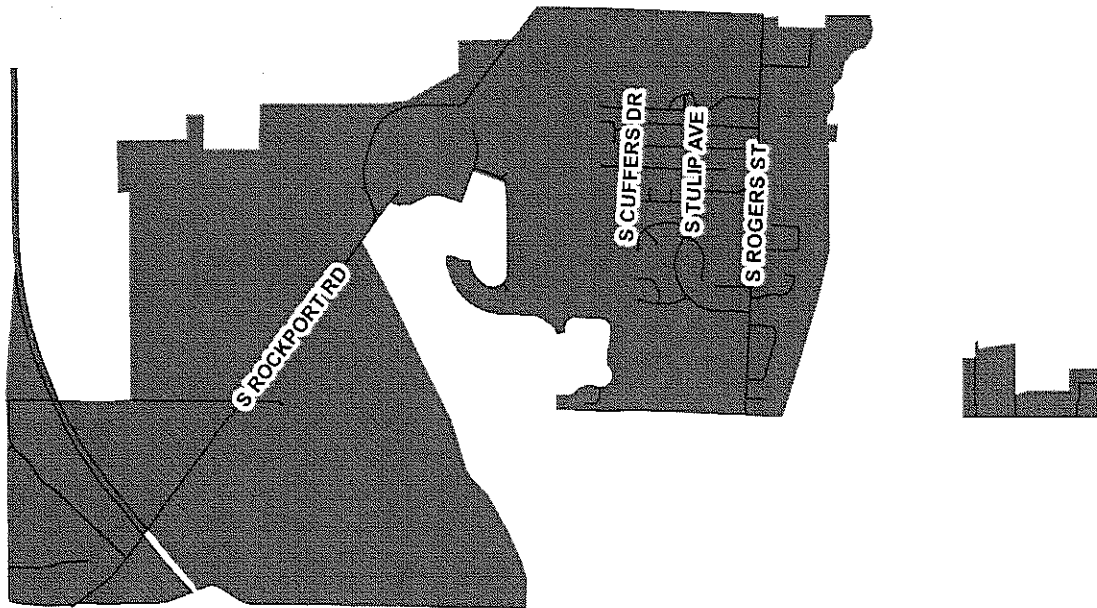 S CUFFERS DR
S TULIP AVE
S ROGERS ST
S ROCKPORT RD